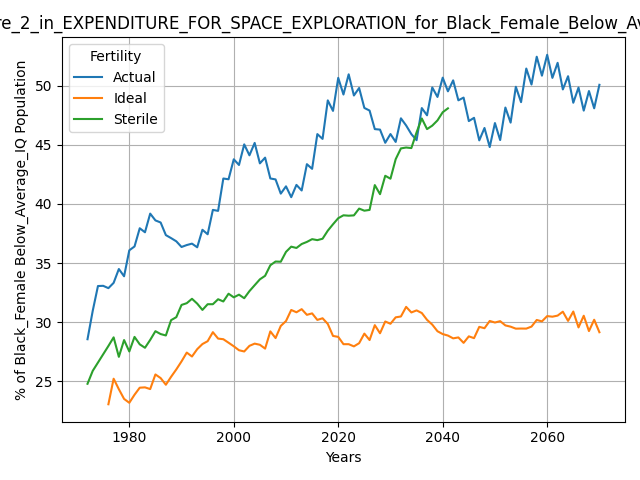 re_2_in_EXPENDITURE_FOR_SPACE_EXPLORATION_for_Black_Female_Below_Av
Fertility
Actual
Ideal
Sterile
% of Black_Female Below_Average_IQ Population
50
45
40
35
30
25
1980
2000
2020
2040
2060
Years